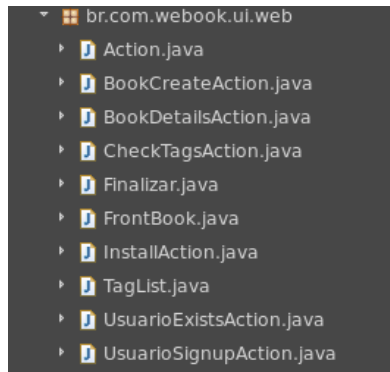 br.com.webook.ui.web
Action.java
BookCreateAction.java
BookDetailsAction.java
CheckTagsAction.java
Finalizar.java
FrontBook.java
InstallAction.java
TagList.java
UsuarioExistsAction.java
UsuarioSignupAction.java